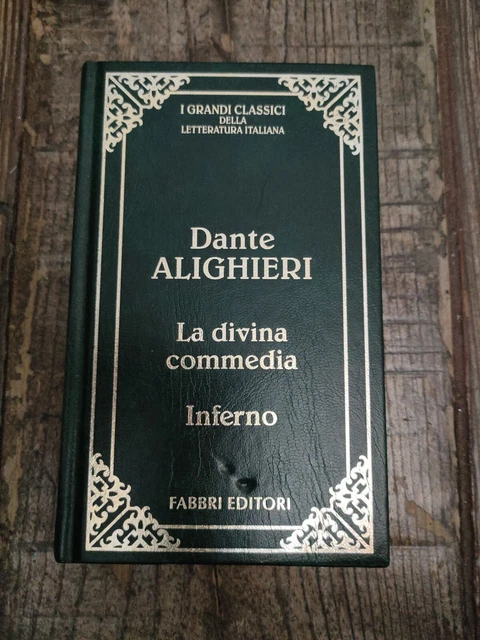 I GRANDI CLASSICI
DELLA
LETTERATURA ITALIANA
Dante
ALIGHIERI
La divina
commedia
Inferno
FABBRI EDITORI